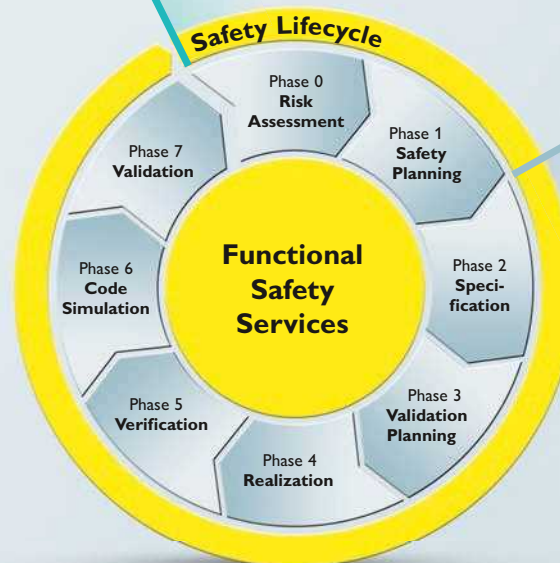 Safety Lifecycle
Phase 0
Risk
Assessment
Phase 1
Safety
Planning
Phase 2
Speci-
fication
Phase 3
Validation
Planning
Phase 4
Realization
Phase 5
Verification
Phase 6
Code
Simulation
Phase 7
Validation
Functional
Safety
Services